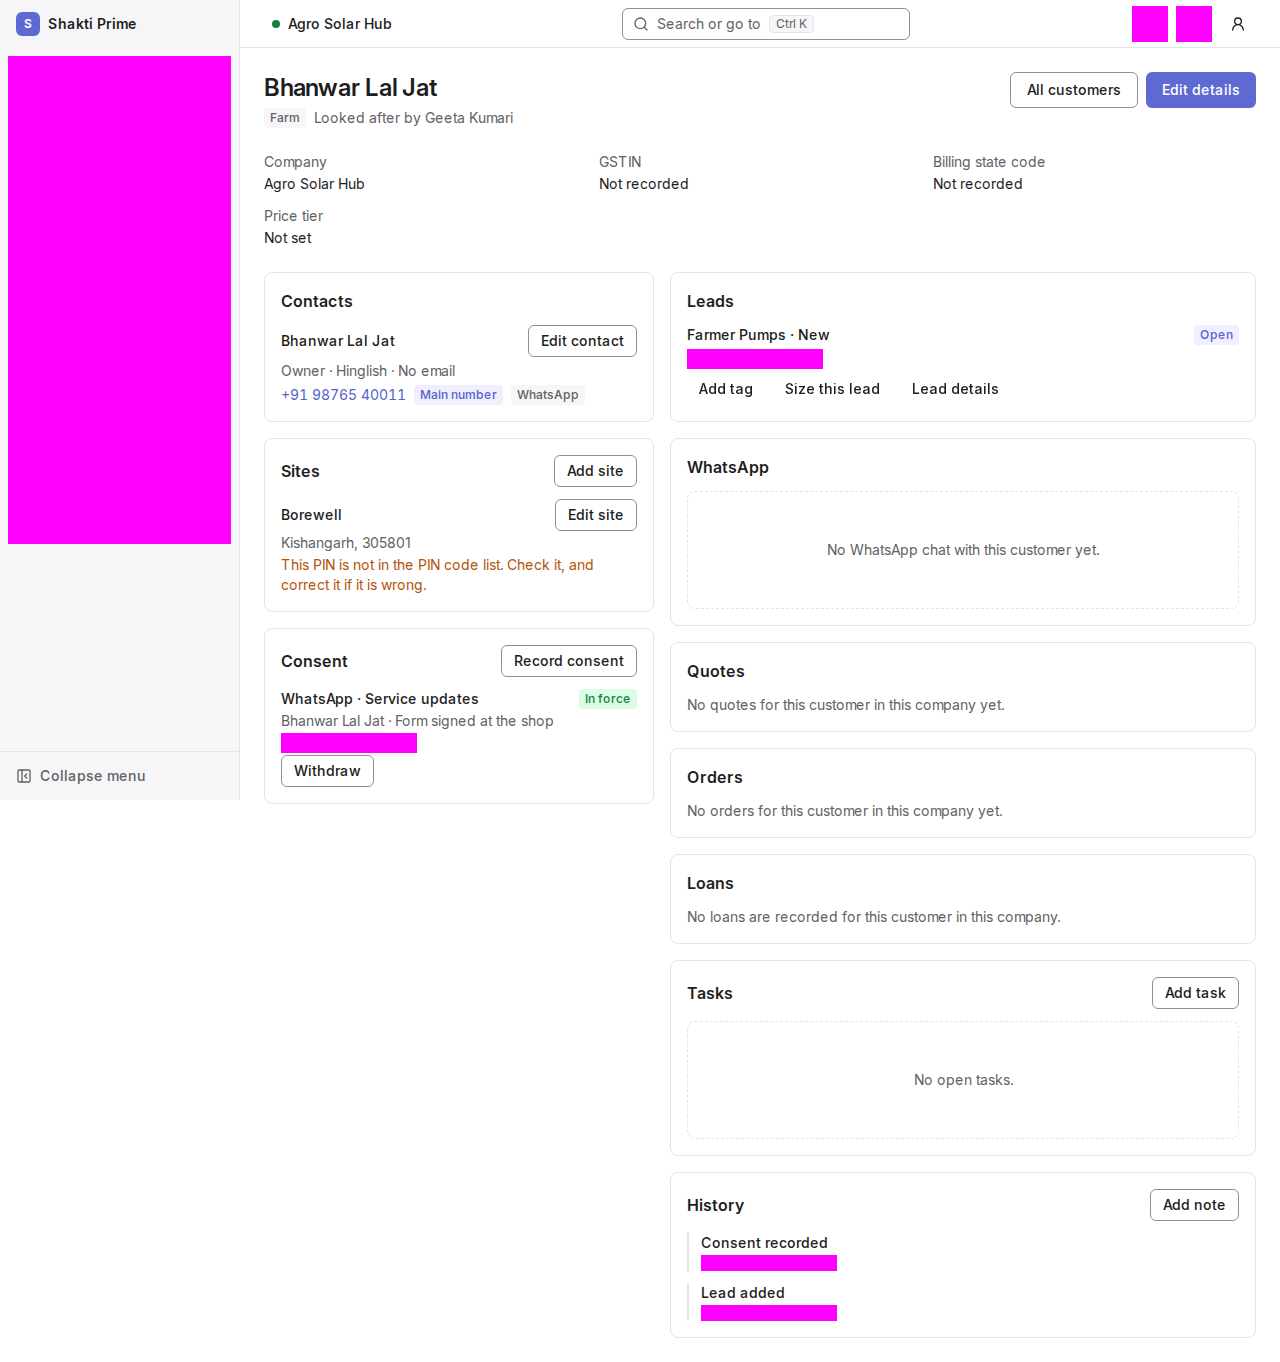 Shakti Prime
Agro Solar Hub
Search or go to Ctrl K
Bhanwar Lal Jat
All customers
Edit details
Farm Looked after by Geeta Kumari
Company
Agro Solar Hub
GSTIN
Not recorded
Billing state code
Not recorded
Price tier
Not set
Contacts
Bhanwar Lal Jat
Edit contact
Owner · Hinglish · No email
+91 98765 40011 Main number WhatsApp
Sites
Add site
Borewell
Edit site
Kishangarh, 305801
This PIN is not in the PIN code list. Check it, and
correct it if it is wrong.
Consent
Record consent
WhatsApp · Service updates
In force
Bhanwar Lal Jat · Form signed at the shop
Withdraw
Leads
Farmer Pumps · New
Open
Add tag
Size this lead
Lead details
WhatsApp
No WhatsApp chat with this customer yet.
Quotes
No quotes for this customer in this company yet.
Orders
No orders for this customer in this company yet.
Loans
No loans are recorded for this customer in this company.
Tasks
Add task
No open tasks.
History
Add note
Consent recorded
Lead added
S
Collapse menu